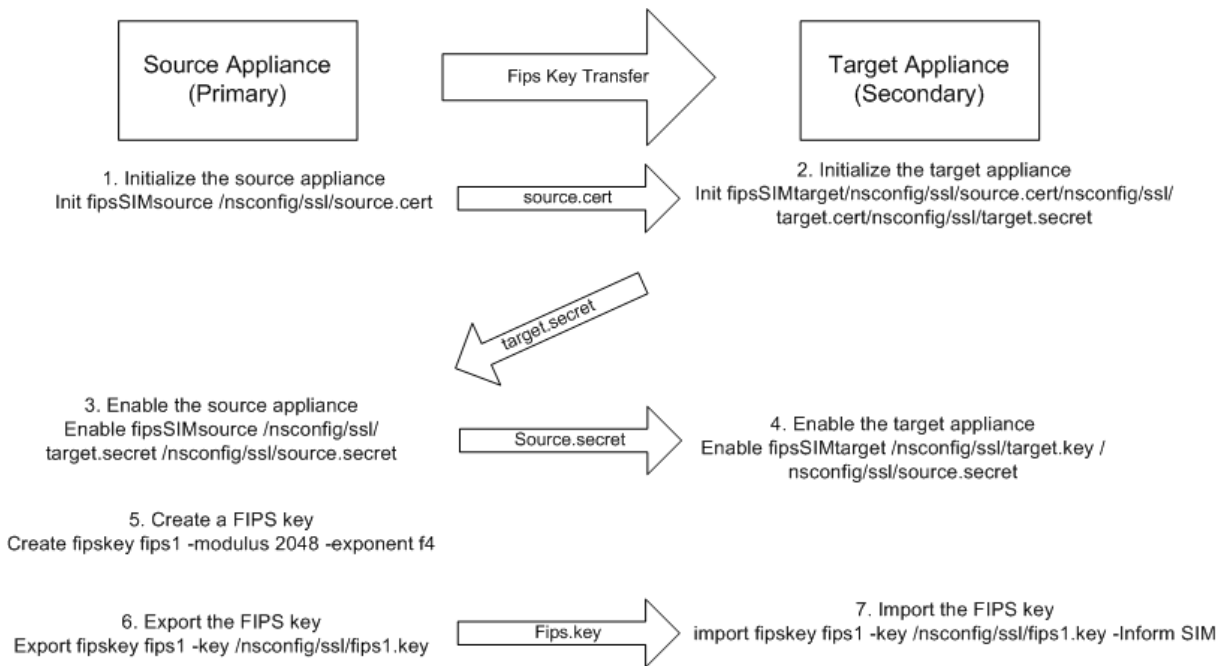 Source Appliance
(Primary)
Fips Key Transfer
Target Appliance
(Secondary)
1. Initialize the source appliance
Init fipsSIMsource /nsconfig/ssl/source.cert
source.cert
2. Initialize the target appliance
Init fipsSIMtarget/nsconfig/ssl/source.cert/nsconfig/ssl/
target.cert/nsconfig/ssl/target.secret
target.secret
3. Enable the source appliance
Enable fipsSIMsource /nsconfig/ssl/
target.secret /nsconfig/ssl/source.secret
Source.secret
4. Enable the target appliance
Enable fipsSIMtarget /nsconfig/ssl/target.key /
nsconfig/ssl/source.secret
5. Create a FIPS key
Create fipskey fips1 -modulus 2048 -exponent f4
6. Export the FIPS key
Export fipskey fips1 -key /nsconfig/ssl/fips1.key
Fips.key
7. Import the FIPS key
import fipskey fips1 -key /nsconfig/ssl/fips1.key -Inform SIM